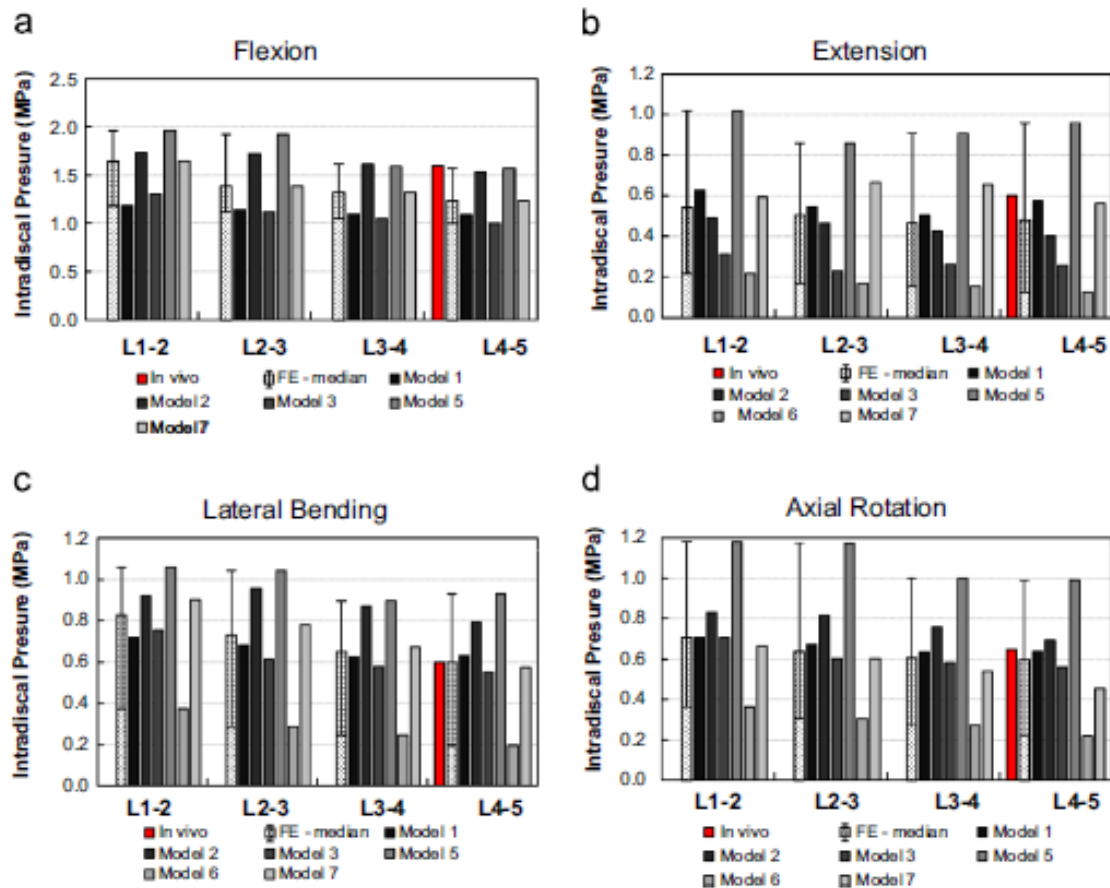 a
Flexion
Intradiscal Presure (MPa)
2.5
2.0
1.5
1.0
0.5
0.0
L1-2 L2-3 L3-4 L4-5
In vivo FE - median Model 1
Model 2 Model 3 Model 5
Model 7
b
Extension
Intradiscal Presure (MPa)
1.2
1.0
0.8
0.6
0.4
0.2
0.0
L1-2 L2-3 L3-4 L4-5
In vivo FE - median Model 1
Model 2 Model 3 Model 5
Model 6 Model 7
c
Lateral Bending
Intradiscal Presure (MPa)
1.2
1.0
0.8
0.6
0.4
0.2
0.0
L1-2 L2-3 L3-4 L4-5
In vivo FE - median Model 1
Model 2 Model 3 Model 5
Model 6 Model 7
d
Axial Rotation
Intradiscal Presure (MPa)
1.2
1.0
0.8
0.6
0.4
0.2
0.0
L1-2 L2-3 L3-4 L4-5
In vivo FE - median Model 1
Model 2 Model 3 Model 5
Model 6 Model 7